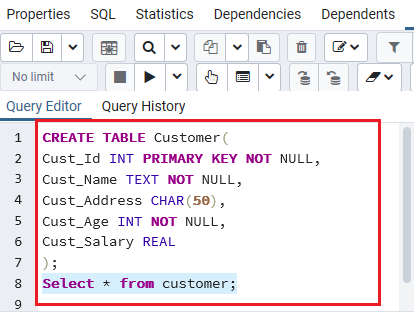 Properties SQL Statistics Dependencies Dependents
No limit
Query Editor Query History
1 CREATE TABLE Customer(
2 Cust_Id INT PRIMARY KEY NOT NULL,
3 Cust_Name TEXT NOT NULL,
4 Cust_Address CHAR(50),
5 Cust_Age INT NOT NULL,
6 Cust_Salary REAL
7 );
8 Select * from customer;
9